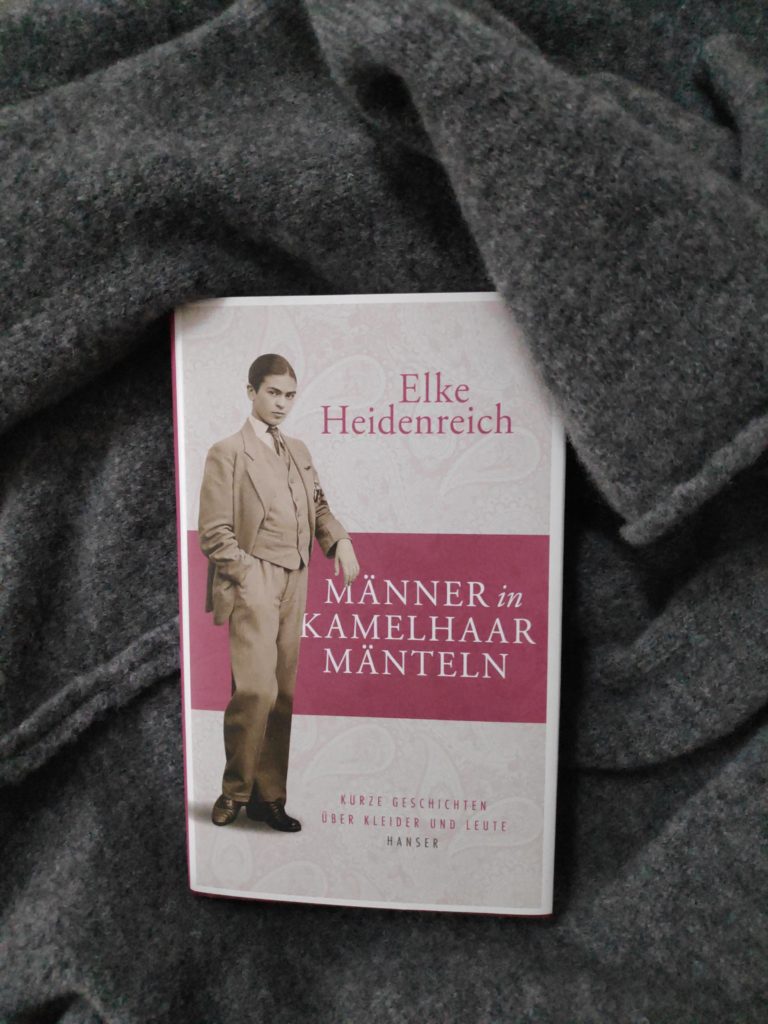 Elke
Heidenreich
MÄNNER in
KAMELHAAR
MÄNTELN
KURZE GESCHICHTEN
ÜBER KLEIDER UND LEUTE
HANSER